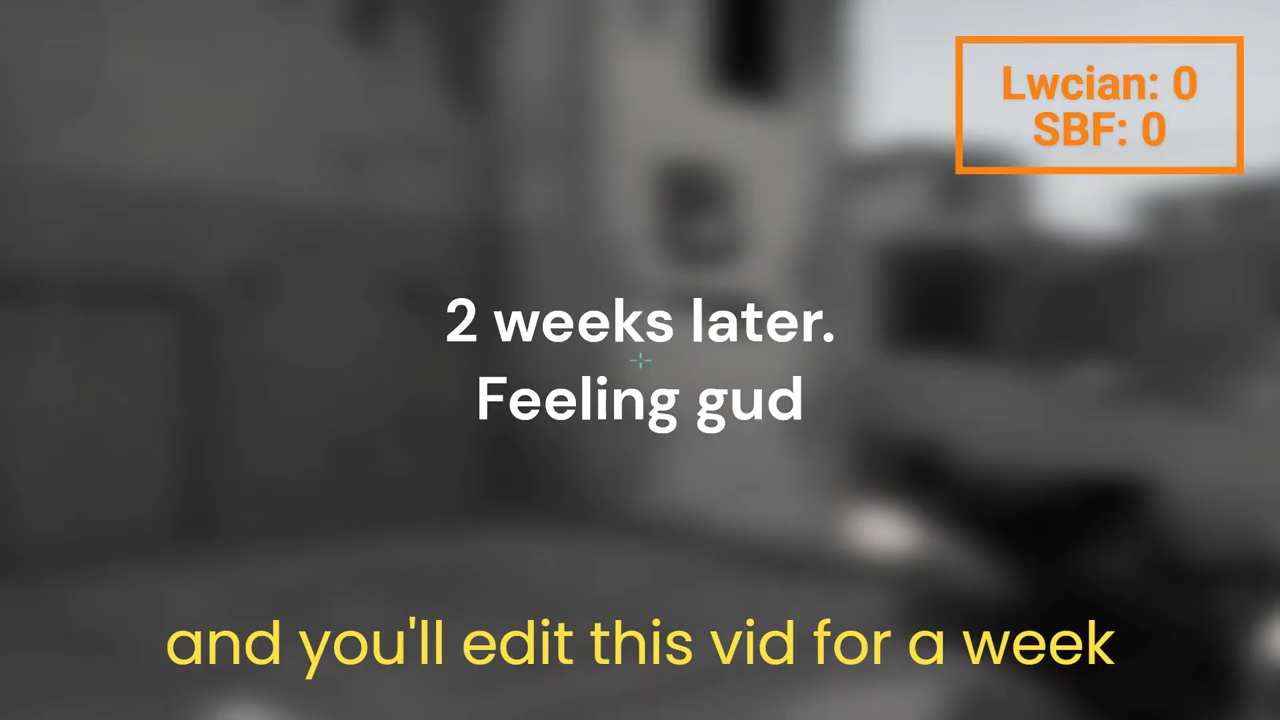 Lwcian: 0
SBF: 0
2 weeks later.
Feeling gud
and you'll edit this vid for a week